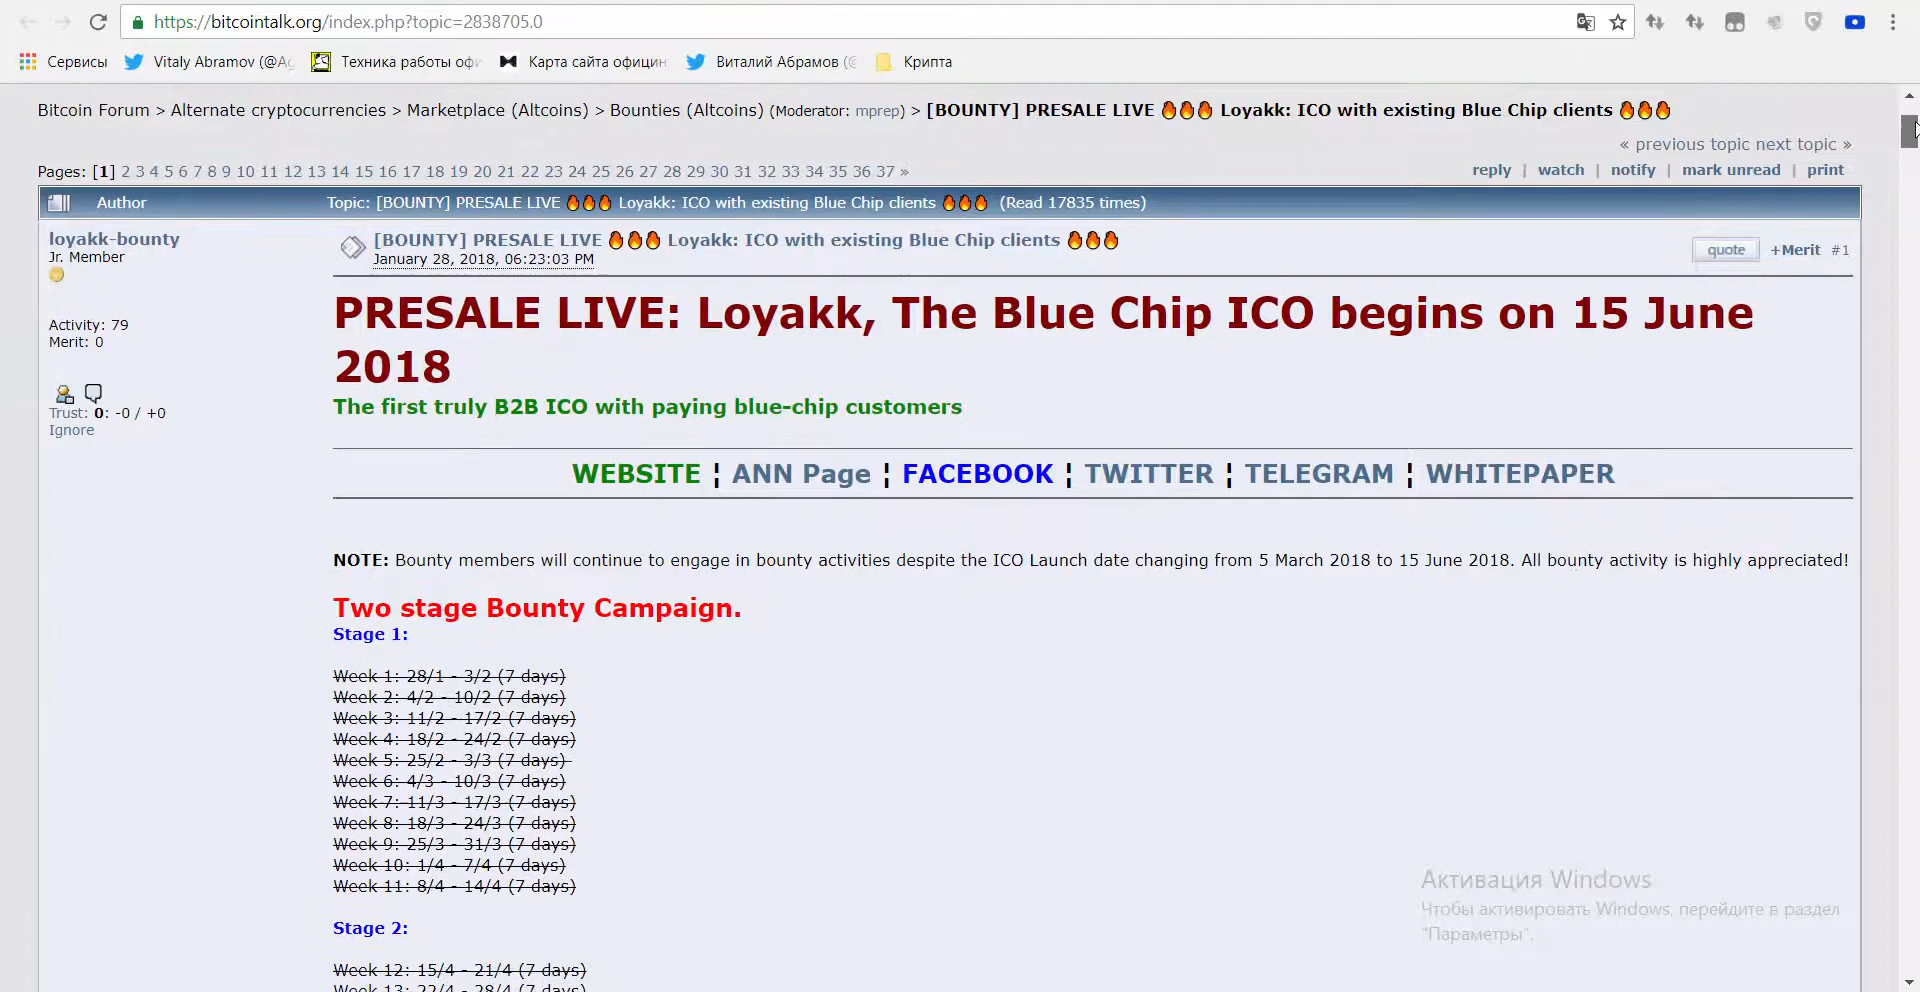 https://bitcointalk.org/index.php?topic=2838705.0
Сервисы Vitaly Abramov (@Ag Техника работы офи Карта сайта официн Виталий Абрамов (@ Крипта
Bitcoin Forum > Alternate cryptocurrencies > Marketplace (Altcoins) > Bounties (Altcoins) (Moderator: mprep) > [BOUNTY] PRESALE LIVE 🔥🔥🔥 Loyakk: ICO with existing Blue Chip clients 🔥🔥🔥
« previous topic next topic »
Pages: [1] 2 3 4 5 6 7 8 9 10 11 12 13 14 15 16 17 18 19 20 21 22 23 24 25 26 27 28 29 30 31 32 33 34 35 36 37 »
reply | watch | notify | mark unread | print
Author Topic: [BOUNTY] PRESALE LIVE 🔥🔥🔥 Loyakk: ICO with existing Blue Chip clients 🔥🔥🔥 (Read 17835 times)
loyakk-bounty
Jr. Member
Activity: 79
Merit: 0
Trust: 0: -0 / +0
Ignore
[BOUNTY] PRESALE LIVE 🔥🔥🔥 Loyakk: ICO with existing Blue Chip clients 🔥🔥🔥
January 28, 2018, 06:23:03 PM
quote +Merit #1
PRESALE LIVE: Loyakk, The Blue Chip ICO begins on 15 June
2018
The first truly B2B ICO with paying blue-chip customers
WEBSITE ¦ ANN Page ¦ FACEBOOK ¦ TWITTER ¦ TELEGRAM ¦ WHITEPAPER
NOTE: Bounty members will continue to engage in bounty activities despite the ICO Launch date changing from 5 March 2018 to 15 June 2018. All bounty activity is highly appreciated!
Two stage Bounty Campaign.
Stage 1:
Week 1: 28/1 - 3/2 (7 days)
Week 2: 4/2 - 10/2 (7 days)
Week 3: 11/2 - 17/2 (7 days)
Week 4: 18/2 - 24/2 (7 days)
Week 5: 25/2 - 3/3 (7 days)
Week 6: 4/3 - 10/3 (7 days)
Week 7: 11/3 - 17/3 (7 days)
Week 8: 18/3 - 24/3 (7 days)
Week 9: 25/3 - 31/3 (7 days)
Week 10: 1/4 - 7/4 (7 days)
Week 11: 8/4 - 14/4 (7 days)
Stage 2:
Week 12: 15/4 - 21/4 (7 days)
Week 13: 22/4 - 28/4 (7 days)
Активация Windows
Чтобы активировать Windows, перейдите в раздел
"Параметры".